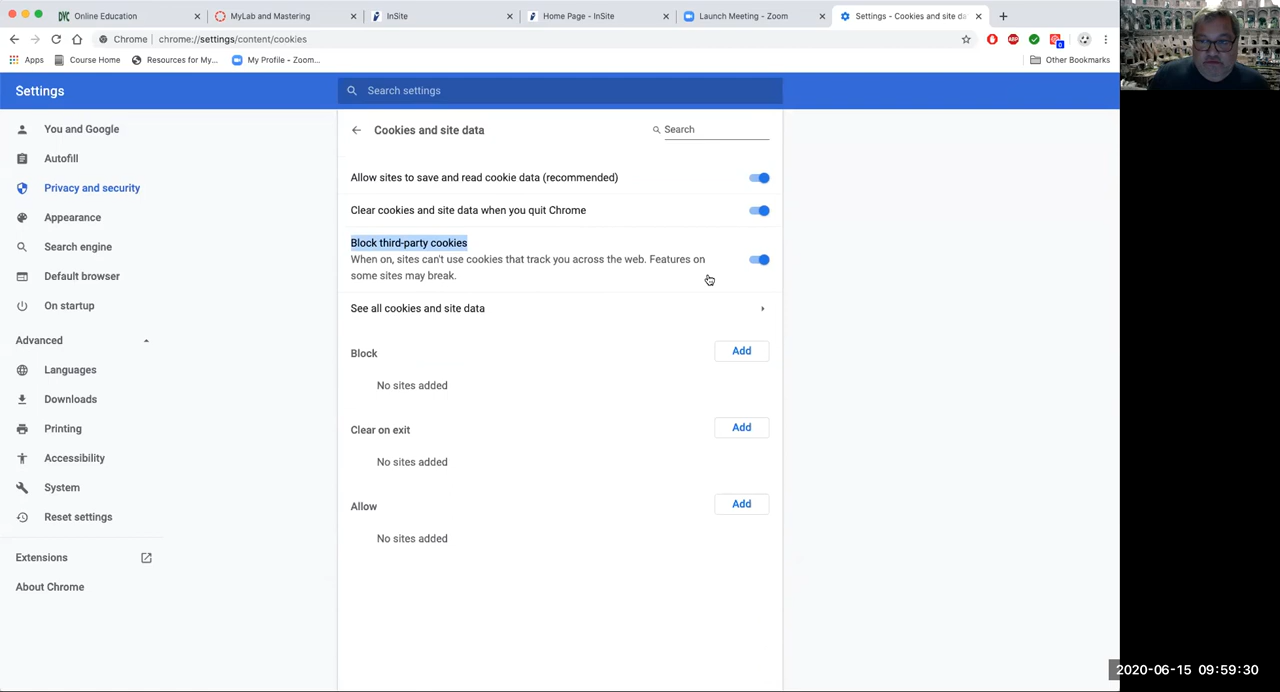 Online Education
MyLab and Mastering
InSite
Home Page - InSite
Launch Meeting - Zoom
Settings - Cookies and site da
Chrome
chrome://settings/content/cookies
ABP
0
Apps
Course Home
Resources for My...
My Profile - Zoom...
Other Bookmarks
Settings
Search settings
You and Google
Autofill
Privacy and security
Appearance
Search engine
Default browser
On startup
Advanced
Languages
Downloads
Printing
Accessibility
System
Reset settings
Extensions
About Chrome
Cookies and site data
Search
Allow sites to save and read cookie data (recommended)
Clear cookies and site data when you quit Chrome
Block third-party cookies
When on, sites can't use cookies that track you across the web. Features on
some sites may break.
See all cookies and site data
Block
Add
No sites added
Clear on exit
Add
No sites added
Allow
Add
No sites added
2020-06-15 09:59:30